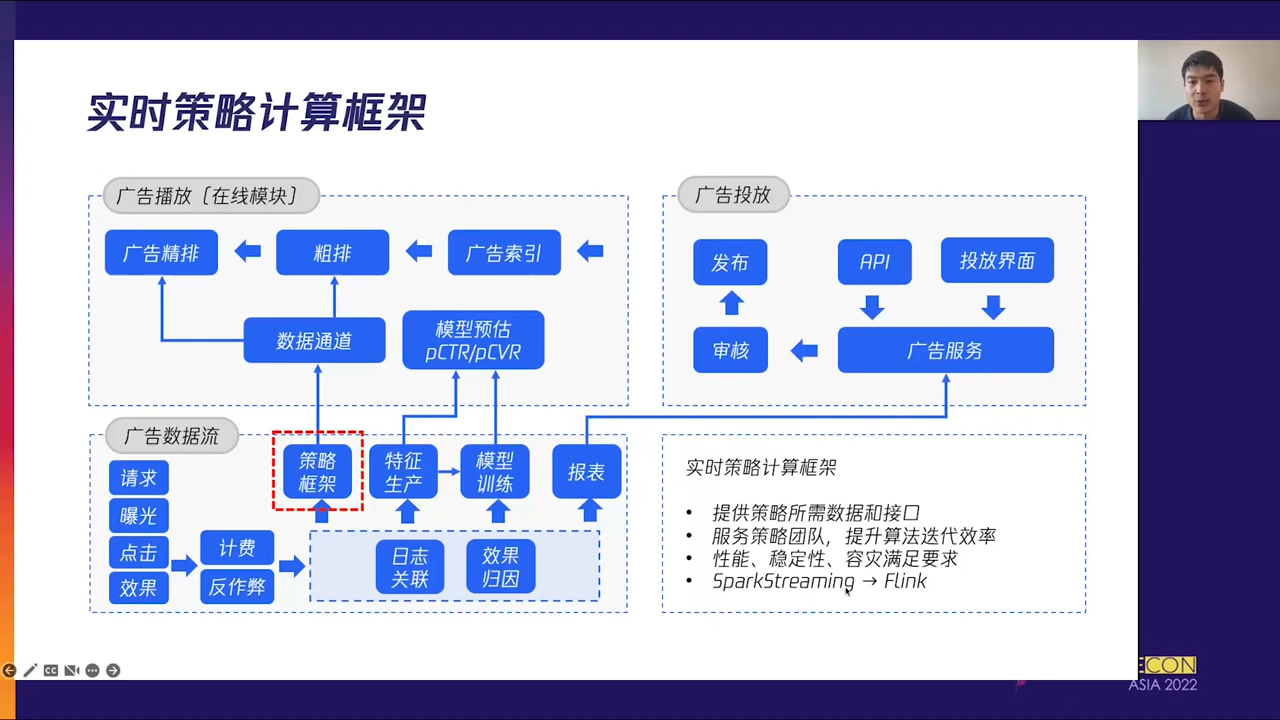 实时策略计算框架
广告播放〔在线模块〕
广告精排
粗排
广告索引
数据通道
模型预估
pCTR/pCVR
广告投放
发布
API
投放界面
审核
广告服务
广告数据流
请求
曝光
点击
效果
计费
反作弊
策略
框架
特征
生产
模型
训练
报表
日志
关联
效果
归因
实时策略计算框架
• 提供策略所需数据和接口
• 服务策略团队，提升算法迭代效率
• 性能、稳定性、容灾满足要求
• SparkStreaming → Flink
CC
ECON
ASIA 2022